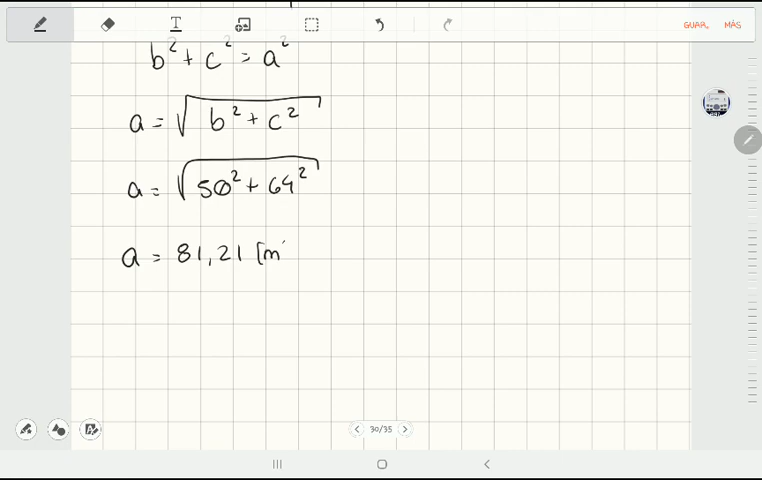 GUAR. MÁS
b² + c² = a²
a = √b² + c²
a = √50² + 64²
a = 81,21 [m
30/35